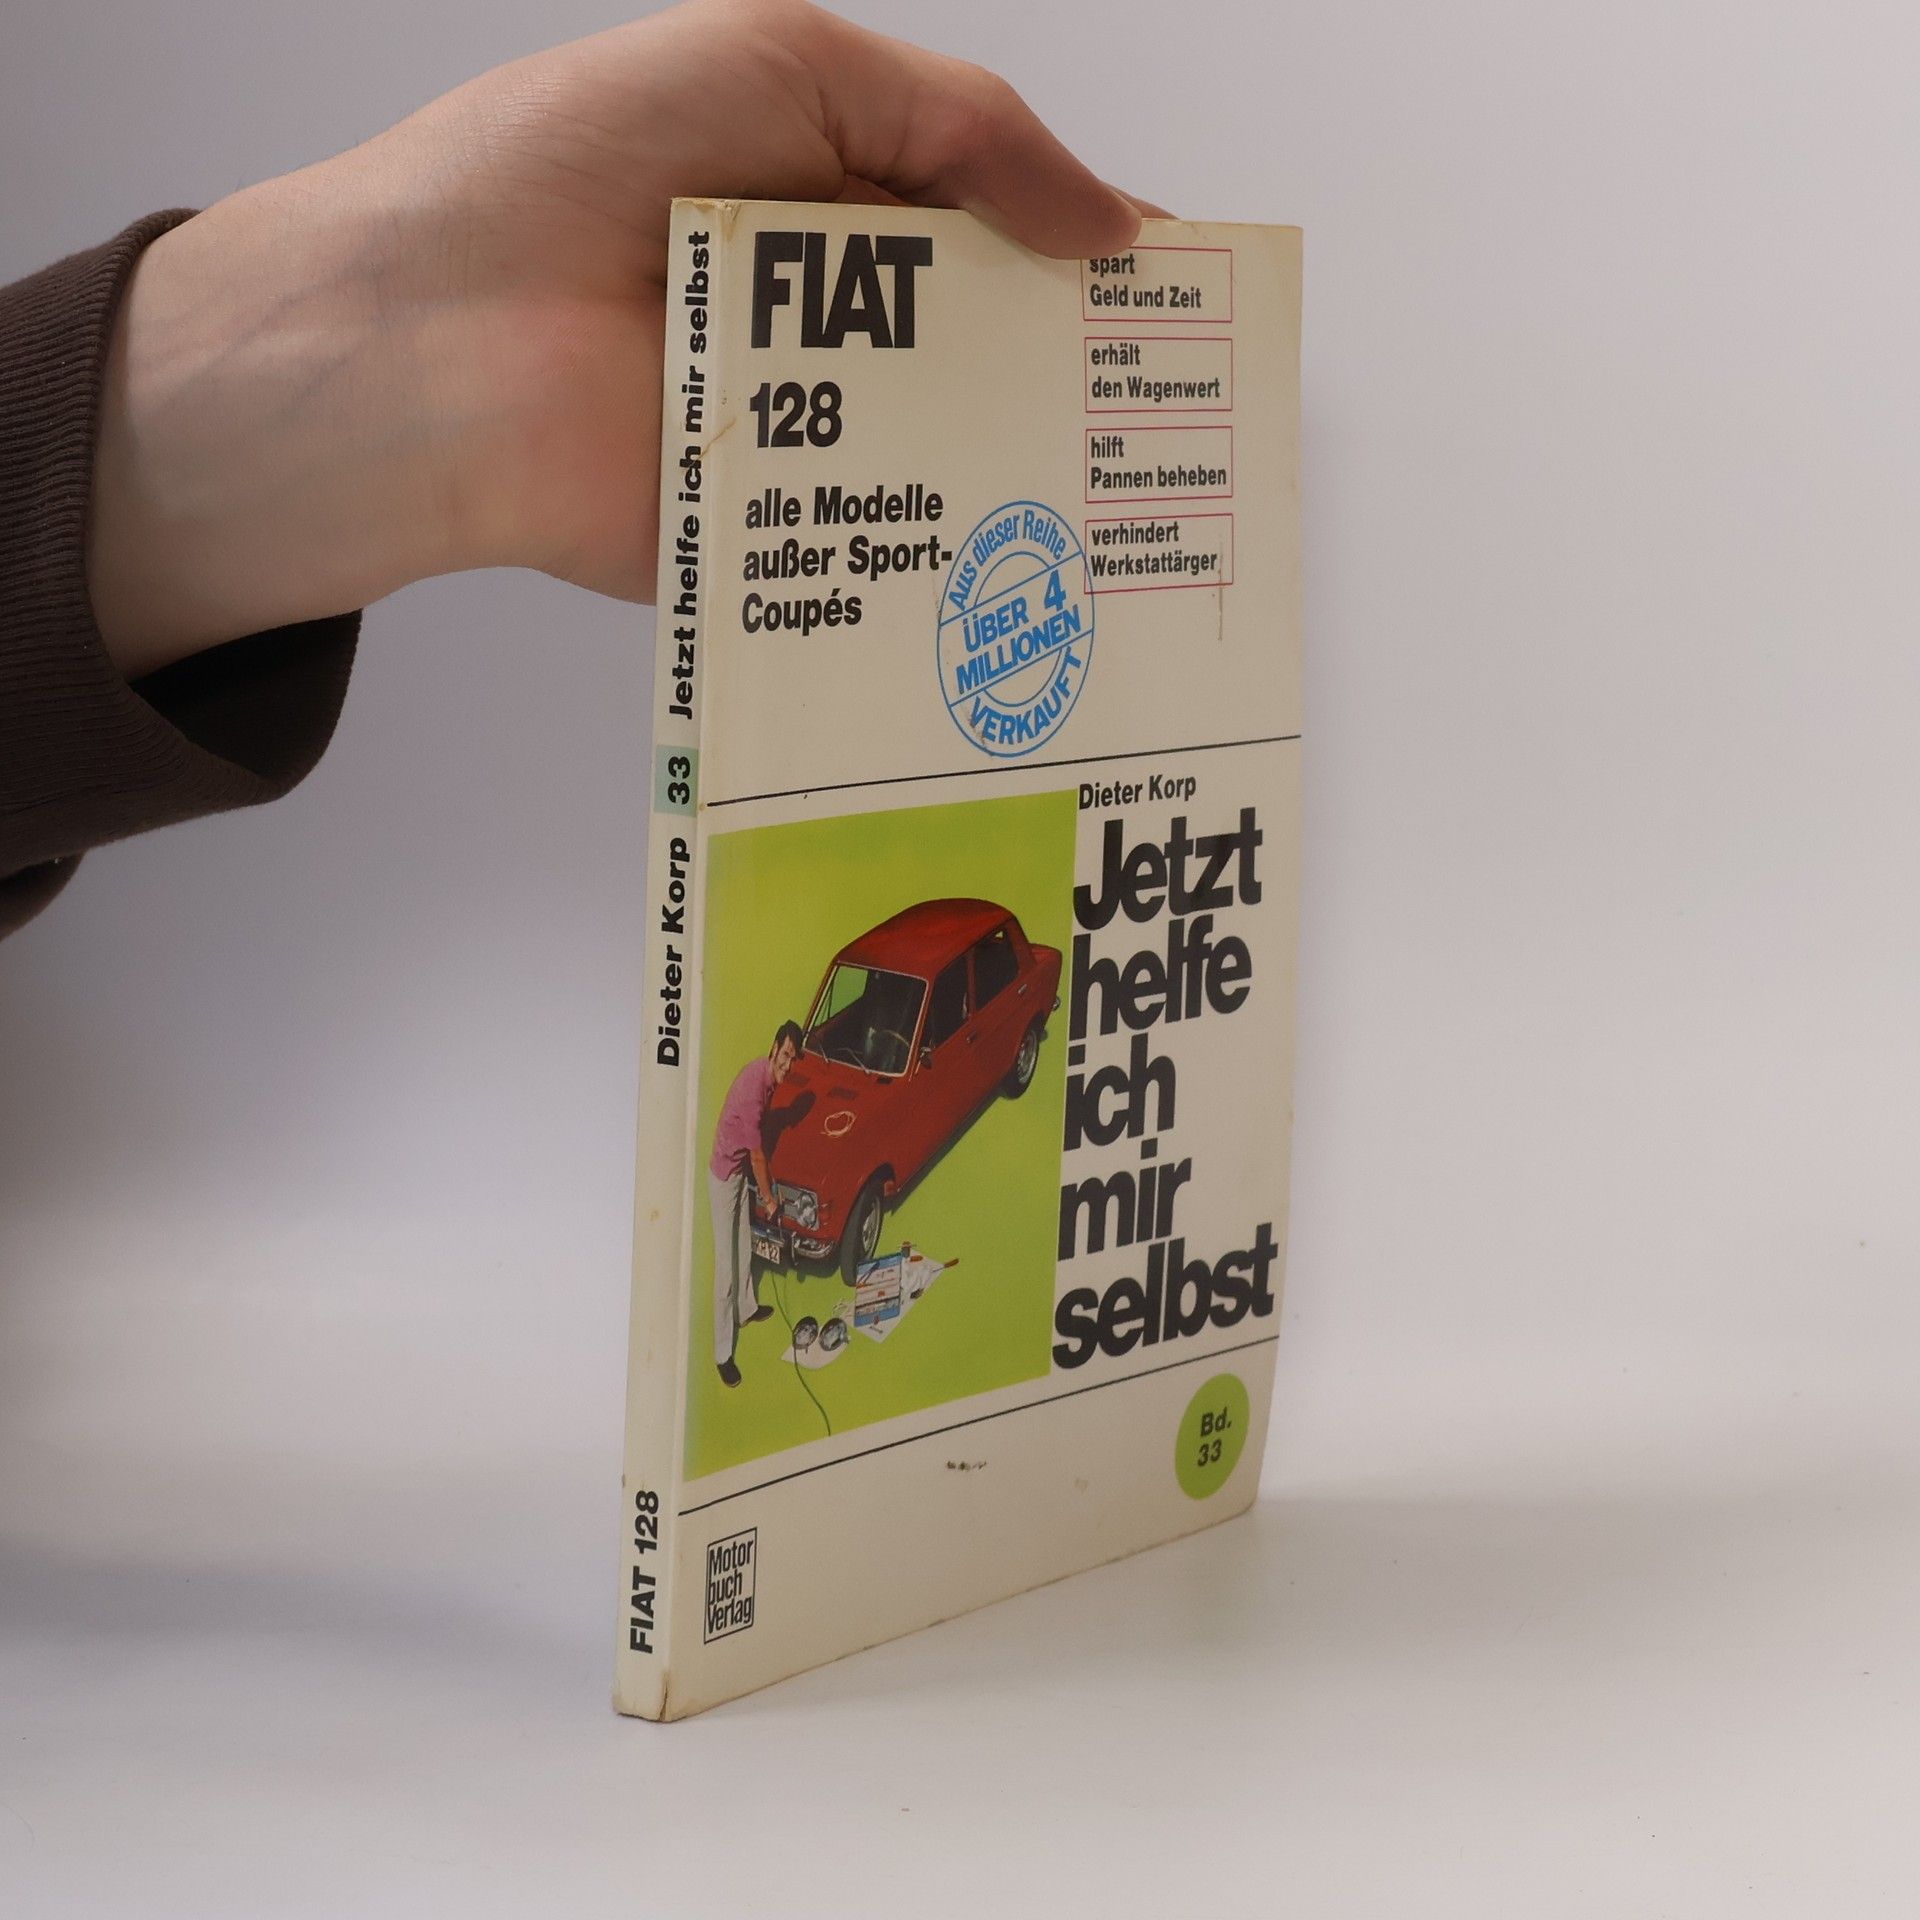 Jetzt helfe ich mir selbst
33
Dieter Korp
FIAT 128
FIAT
128
alle Modelle
außer Sport-
Coupés
spart
Geld und Zeit
erhält
den Wagenwert
hilft
Pannen beheben
verhindert
Werkstattärger
Aus dieser Reihe
ÜBER 4
MILLIONEN
VERKAUFT
Dieter Korp
Jetzt
helfe
ich
mir
selbst
Bd.
33
Motor
buch
Verlag